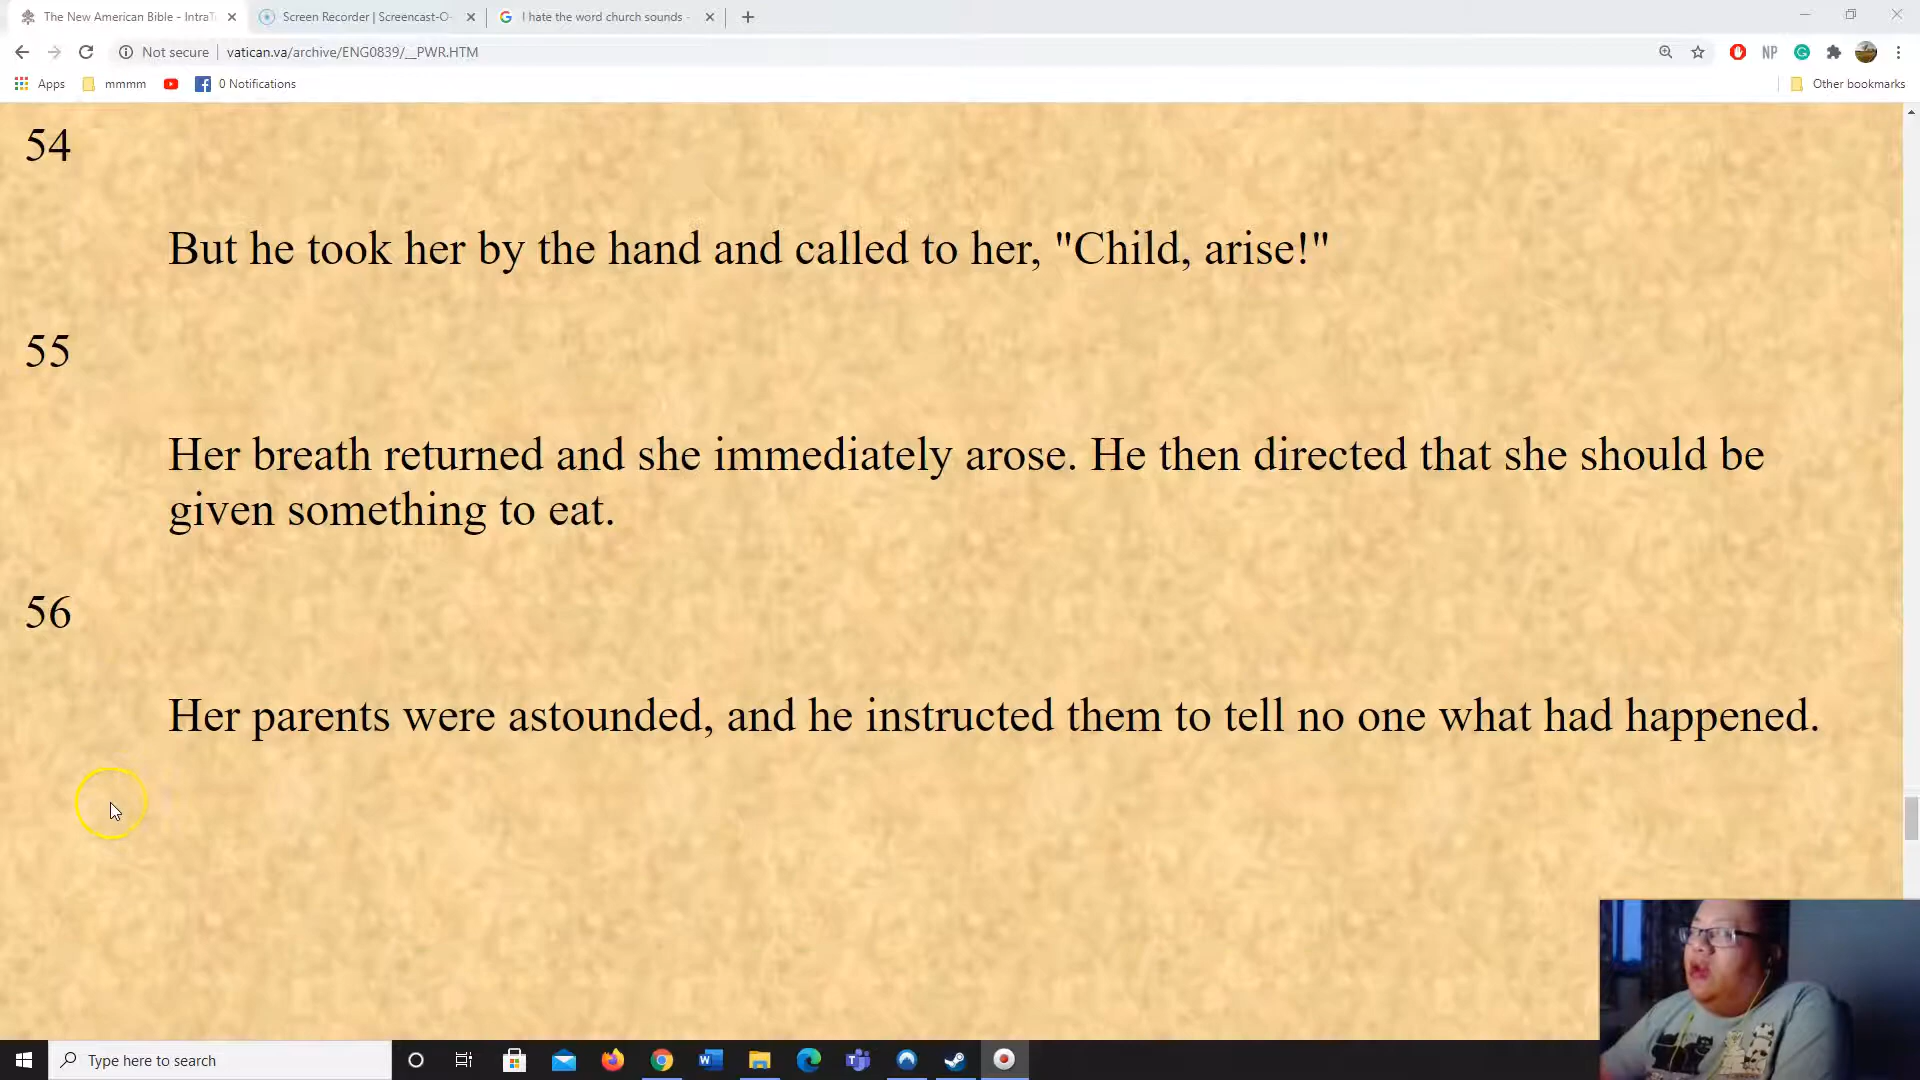 The New American Bible - IntraT
Screen Recorder | Screencast-O-
I hate the word church sounds -
Not secure
vatican.va/archive/ENG0839/__PWR.HTM
NP
Apps
mmmm
0 Notifications
Other bookmarks
54
But he took her by the hand and called to her, "Child, arise!"
55
Her breath returned and she immediately arose. He then directed that she should be
given something to eat.
56
Her parents were astounded, and he instructed them to tell no one what had happened.
Type here to search